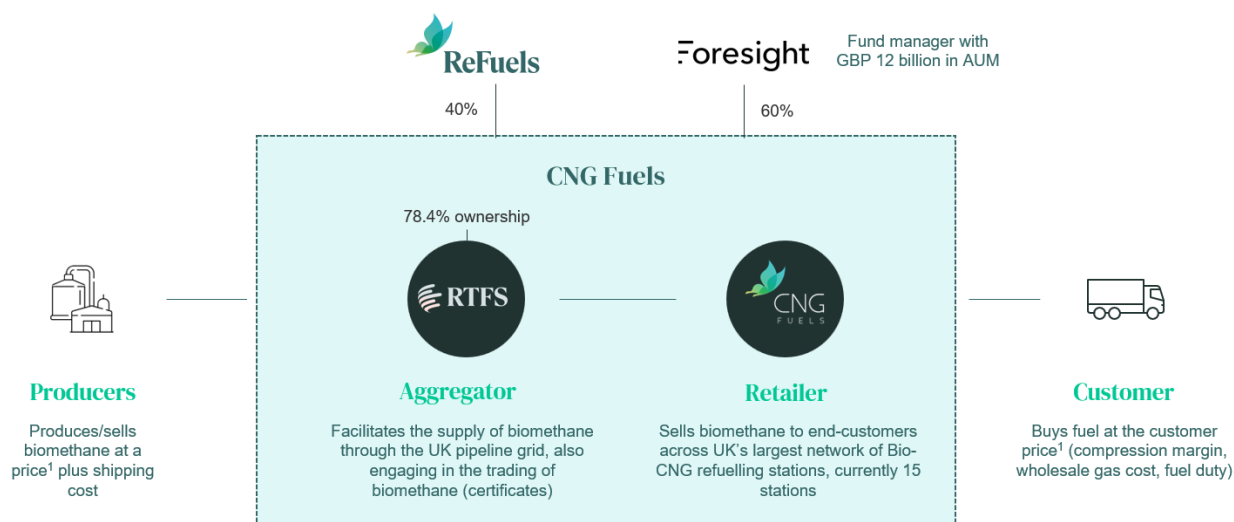 ReFuels
Foresight
Fund manager with
GBP 12 billion in AUM
40%
60%
CNG Fuels
78.4% ownership
RTFS
CNG
FUELS
Producers
Aggregator
Retailer
Customer
Produces/sells
biomethane at a
price¹ plus shipping
cost
Facilitates the supply of biomethane
through the UK pipeline grid, also
engaging in the trading of
biomethane (certificates)
Sells biomethane to end-customers
across UK's largest network of Bio-
CNG refuelling stations, currently 15
stations
Buys fuel at the customer
price¹ (compression margin,
wholesale gas cost, fuel duty)